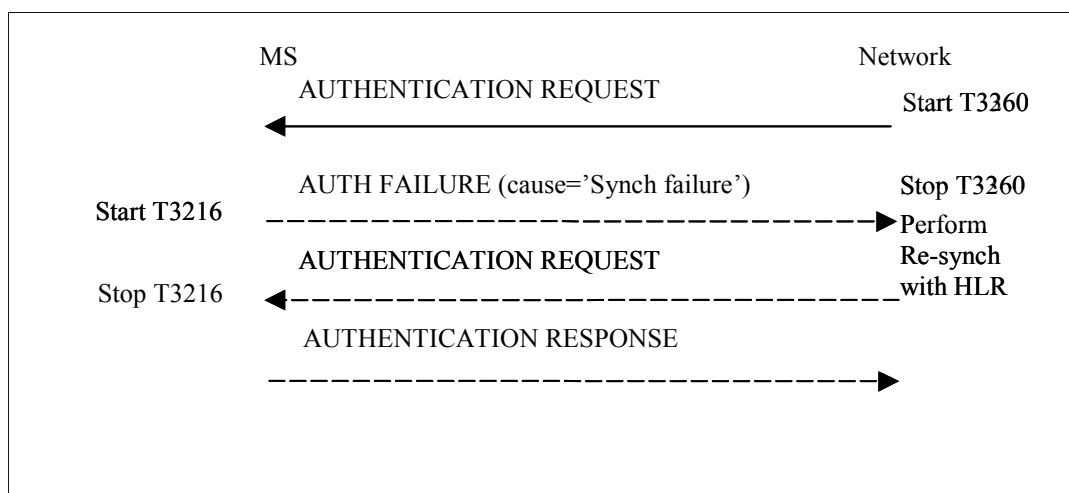 MS Network
AUTHENTICATION REQUEST
Start T3260
AUTH FAILURE (cause='Synch failure')
Stop T3260
Start T3216
Perform
Re-synch
with HLR
AUTHENTICATION REQUEST
Stop T3216
AUTHENTICATION RESPONSE